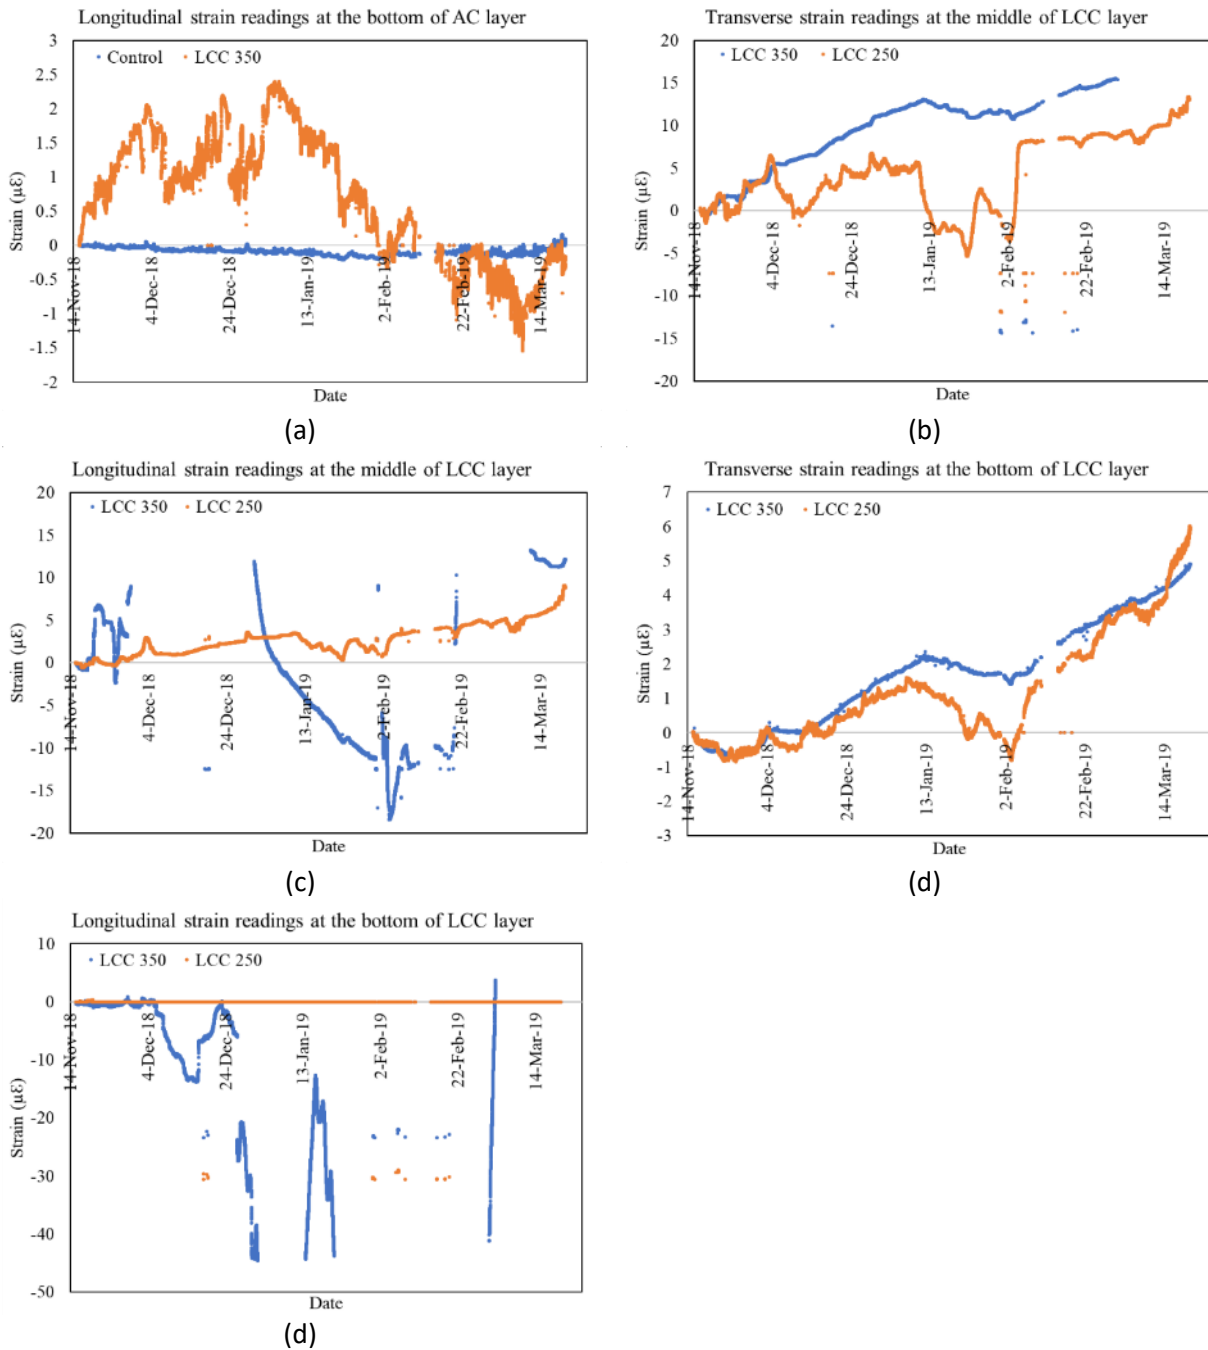 Longitudinal strain readings at the bottom of AC layer
Control LCC 350
Strain (µƐ)
3
2.5
2
1.5
1
0.5
0
-0.5
-1
-1.5
-2
14-Nov-18
4-Dec-18
24-Dec-18
13-Jan-19
2-Feb-19
22-Feb-19
14-Mar-19
Date
(a)
Transverse strain readings at the middle of LCC layer
LCC 350 LCC 250
Strain (µƐ)
20
15
10
5
0
-5
-10
-15
-20
14-Nov-18
4-Dec-18
24-Dec-18
13-Jan-19
2-Feb-19
22-Feb-19
14-Mar-19
Date
(b)
Longitudinal strain readings at the middle of LCC layer
LCC 350 LCC 250
Strain (µƐ)
20
15
10
5
0
-5
-10
-15
-20
14-Nov-18
4-Dec-18
24-Dec-18
13-Jan-19
2-Feb-19
22-Feb-19
14-Mar-19
Date
(c)
Transverse strain readings at the bottom of LCC layer
LCC 350 LCC 250
Strain (µƐ)
7
6
5
4
3
2
1
0
-1
-2
-3
14-Nov-18
4-Dec-18
24-Dec-18
13-Jan-19
2-Feb-19
22-Feb-19
14-Mar-19
Date
(d)
Longitudinal strain readings at the bottom of LCC layer
LCC 350 LCC 250
Strain (µƐ)
10
0
-10
-20
-30
-40
-50
14-Nov-18
4-Dec-18
24-Dec-18
13-Jan-19
2-Feb-19
22-Feb-19
14-Mar-19
Date
(d)